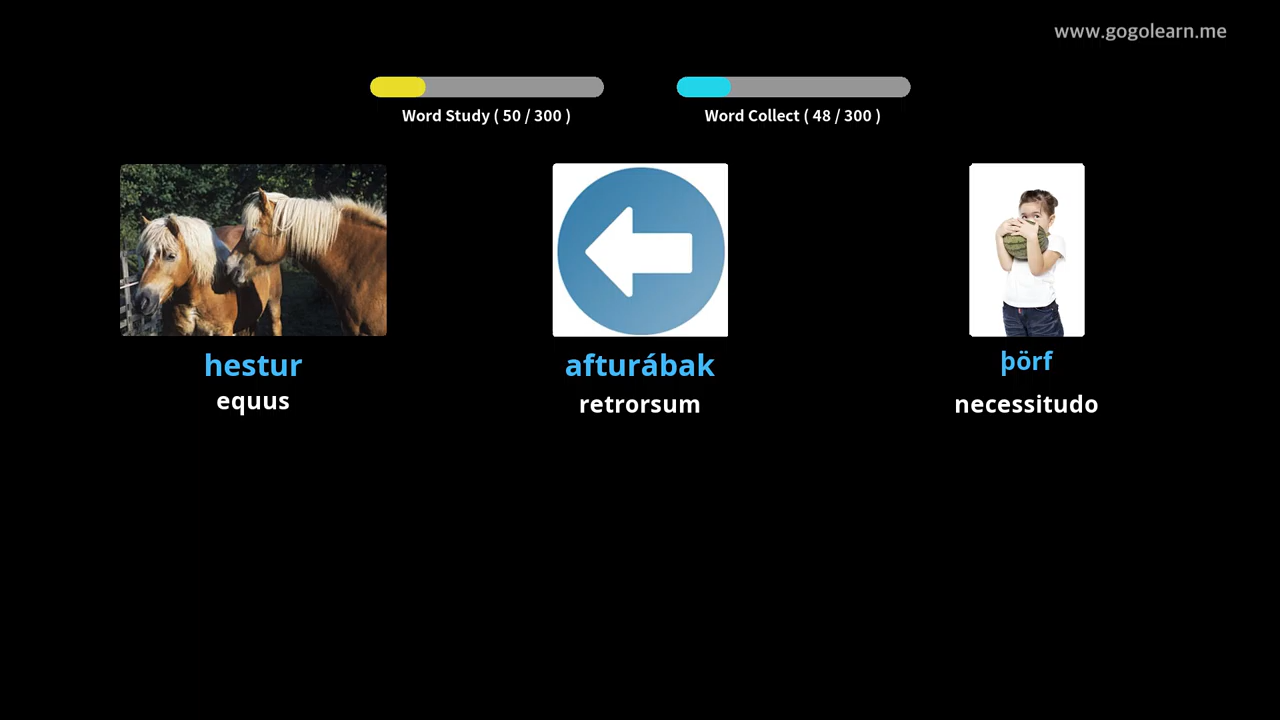 www.gogolearn.me
Word Study ( 50 / 300 )
Word Collect ( 48 / 300 )
hestur
equus
afturábak
retrorsum
þörf
necessitudo